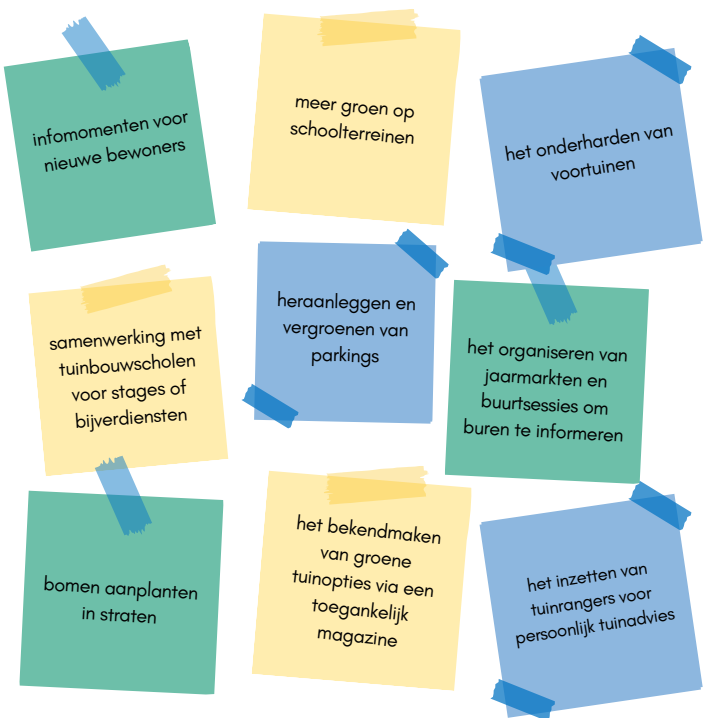 infomomenten voor
nieuwe bewoners
meer groen op
schoolterreinen
het onderharden van
voortuinen
samenwerking met
tuinbouwscholen
voor stages of
bijverdiensten
heraanleggen en
vergroenen van
parkings
het organiseren van
jaarmarkten en
buurtsessies om
buren te informeren
bomen aanplanten
in straten
het bekendmaken
van groene
tuinopties via een
toegankelijk
magazine
het inzetten van
tuinrangers voor
persoonlijk tuinadvies